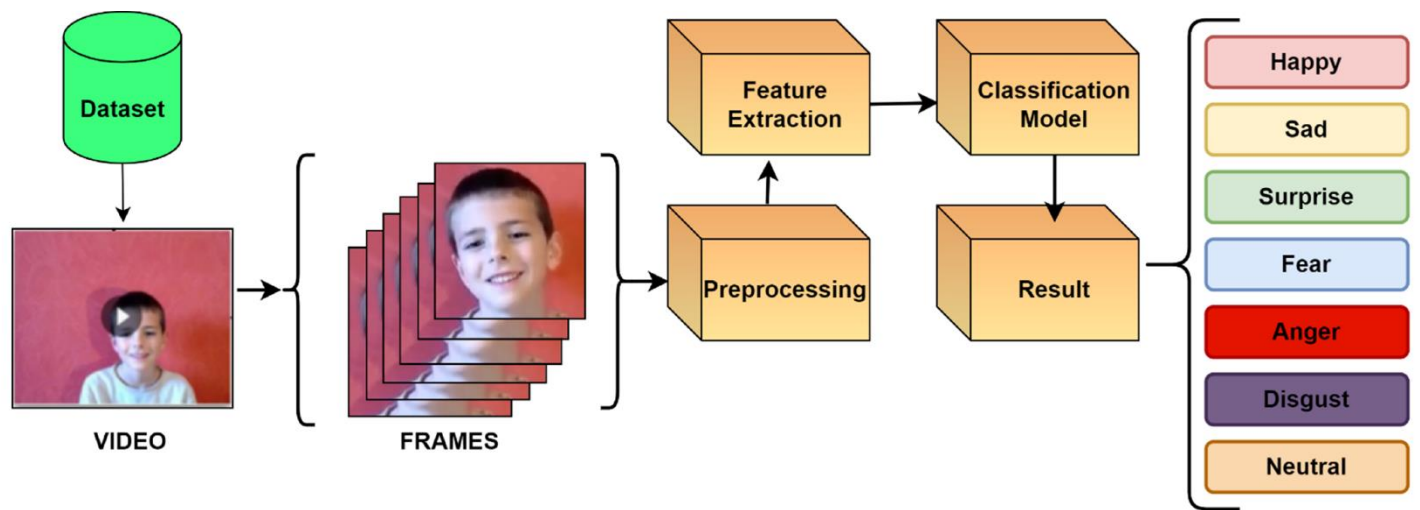 Dataset
VIDEO
FRAMES
Preprocessing
Feature
Extraction
Classification
Model
Result
Happy
Sad
Surprise
Fear
Anger
Disgust
Neutral